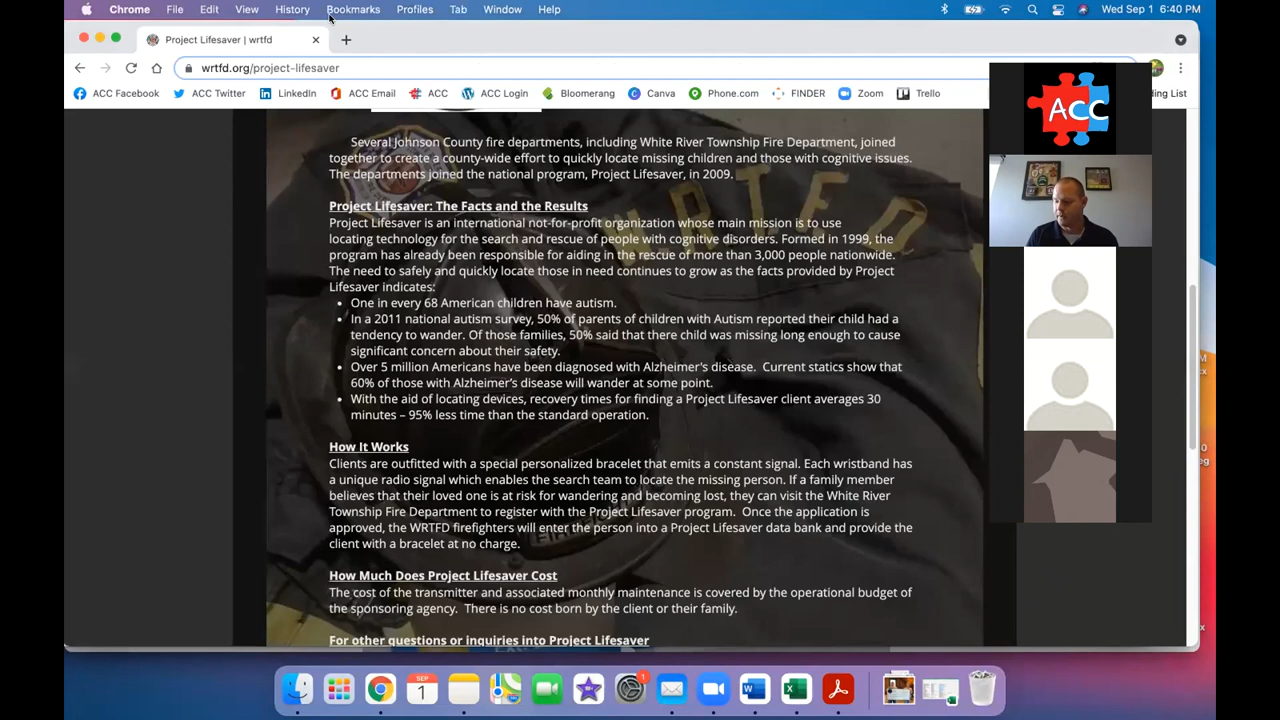 Chrome File Edit View History Bookmarks Profiles Tab Window Help Wed Sep 1 6:40 PM
Project Lifesaver | wrtfd
wrtfd.org/project-lifesaver
ACC Facebook ACC Twitter LinkedIn ACC Email ACC ACC Login Bloomerang Canva Phone.com FINDER Zoom Trello ding List
ACC
WRTFD
Several Johnson County fire departments, including White River Township Fire Department, joined
together to create a county-wide effort to quickly locate missing children and those with cognitive issues.
The departments joined the national program, Project Lifesaver, in 2009.
Project Lifesaver: The Facts and the Results
Project Lifesaver is an international not-for-profit organization whose main mission is to use
locating technology for the search and rescue of people with cognitive disorders. Formed in 1999, the
program has already been responsible for aiding in the rescue of more than 3,000 people nationwide.
The need to safely and quickly locate those in need continues to grow as the facts provided by Project
Lifesaver indicates:
• One in every 68 American children have autism.
• In a 2011 national autism survey, 50% of parents of children with Autism reported their child had a
tendency to wander. Of those families, 50% said that there child was missing long enough to cause
significant concern about their safety.
• Over 5 million Americans have been diagnosed with Alzheimer's disease. Current statics show that
60% of those with Alzheimer's disease will wander at some point.
• With the aid of locating devices, recovery times for finding a Project Lifesaver client averages 30
minutes – 95% less time than the standard operation.
How It Works
Clients are outfitted with a special personalized bracelet that emits a constant signal. Each wristband has
a unique radio signal which enables the search team to locate the missing person. If a family member
believes that their loved one is at risk for wandering and becoming lost, they can visit the White River
Township Fire Department to register with the Project Lifesaver program. Once the application is
approved, the WRTFD firefighters will enter the person into a Project Lifesaver data bank and provide the
client with a bracelet at no charge.
How Much Does Project Lifesaver Cost
The cost of the transmitter and associated monthly maintenance is covered by the operational budget of
the sponsoring agency. There is no cost born by the client or their family.
For other questions or inquiries into Project Lifesaver
SEP
1
1